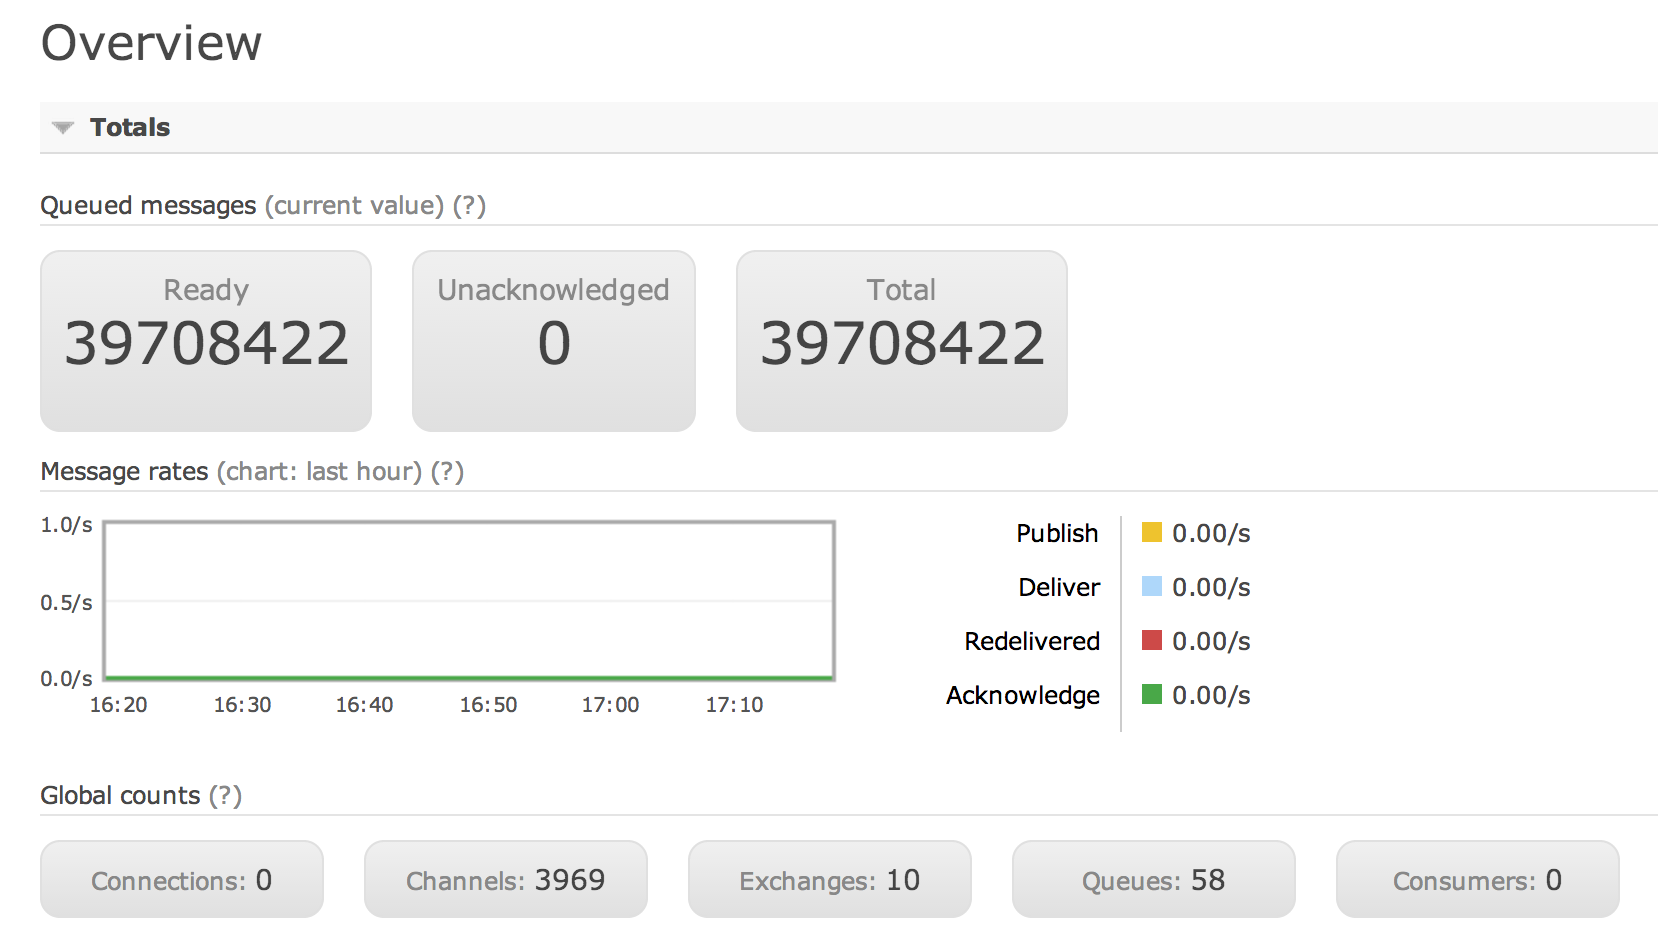 Overview
Totals
Queued messages (current value) (?)
Ready
39708422
Unacknowledged
0
Total
39708422
Message rates (chart: last hour) (?)
1.0/s
0.5/s
0.0/s
16:20 16:30 16:40 16:50 17:00 17:10
Publish 0.00/s
Deliver 0.00/s
Redelivered 0.00/s
Acknowledge 0.00/s
Global counts (?)
Connections: 0 Channels: 3969 Exchanges: 10 Queues: 58 Consumers: 0